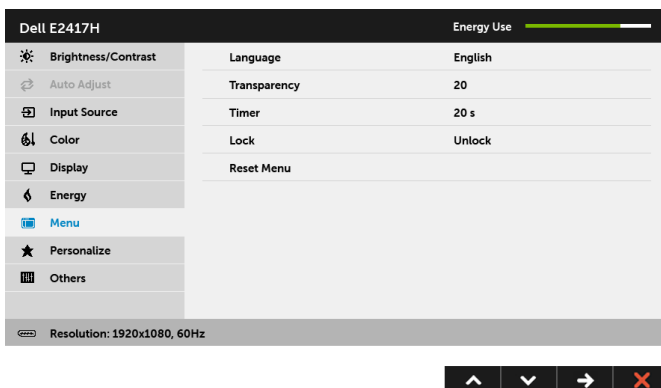 Dell E2417H Energy Use
Brightness/Contrast Language English
Auto Adjust Transparency 20
Input Source Timer 20 s
Color Lock Unlock
Display Reset Menu
Energy
Menu
Personalize
Others
Resolution: 1920x1080, 60Hz